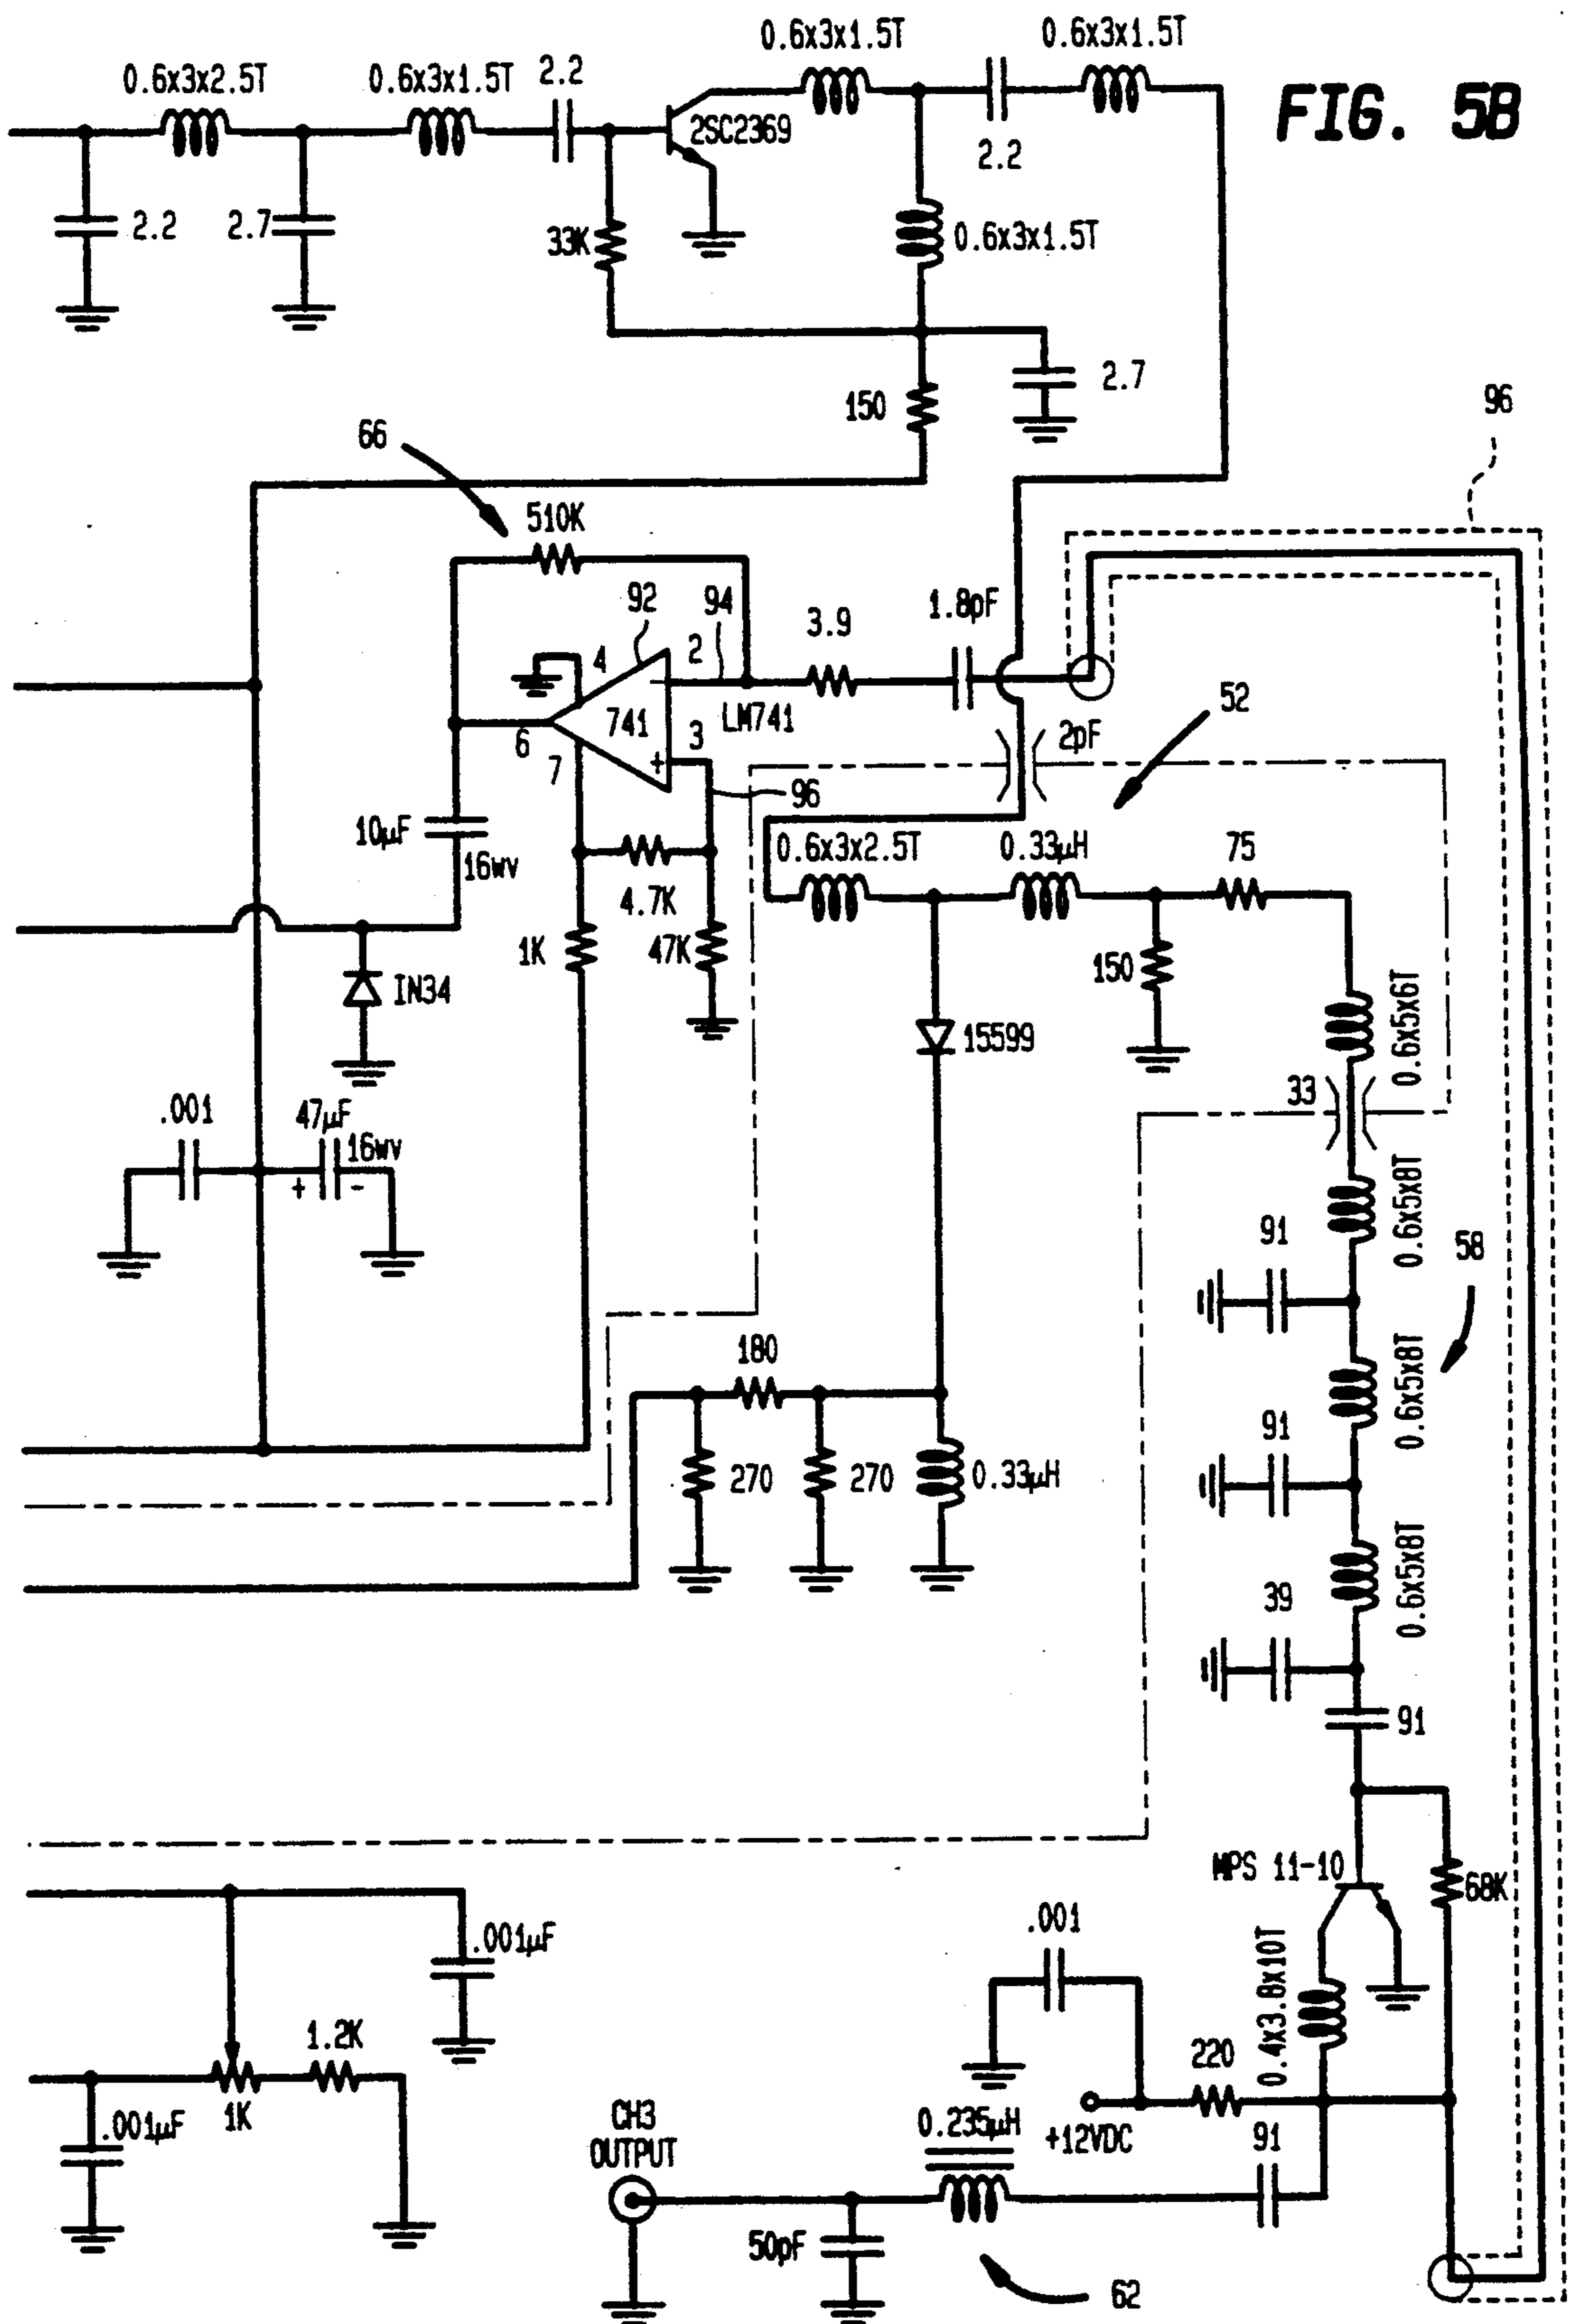 0.6x3x1.5T
0.6x3x1.5T
0.6x3x2.5T
0.6x3x1.5T
2.2
FIG. 5B
2SC2369
2.2
2.2
2.7
33K
0.6x3x1.5T
2.7
150
96
66
510K
92
94
3.9
1.8pF
4
2
52
741
LM741
6
3
2pF
7
+
96
10µF
16wv
0.6x3x2.5T
0.33µH
75
4.7K
1K
47K
150
IN34
15599
0.6x5x6T
33
.001
47µF
16wv
+
-
0.6x5x8T
91
58
180
0.6x5x8T
91
270
270
0.33µH
0.6x5x8T
39
91
MPS 11-10
68K
.001
.001µF
0.4x3.8x10T
1.2K
220
.001µF
1K
CH3
OUTPUT
0.235µH
+12VDC
91
50pF
62